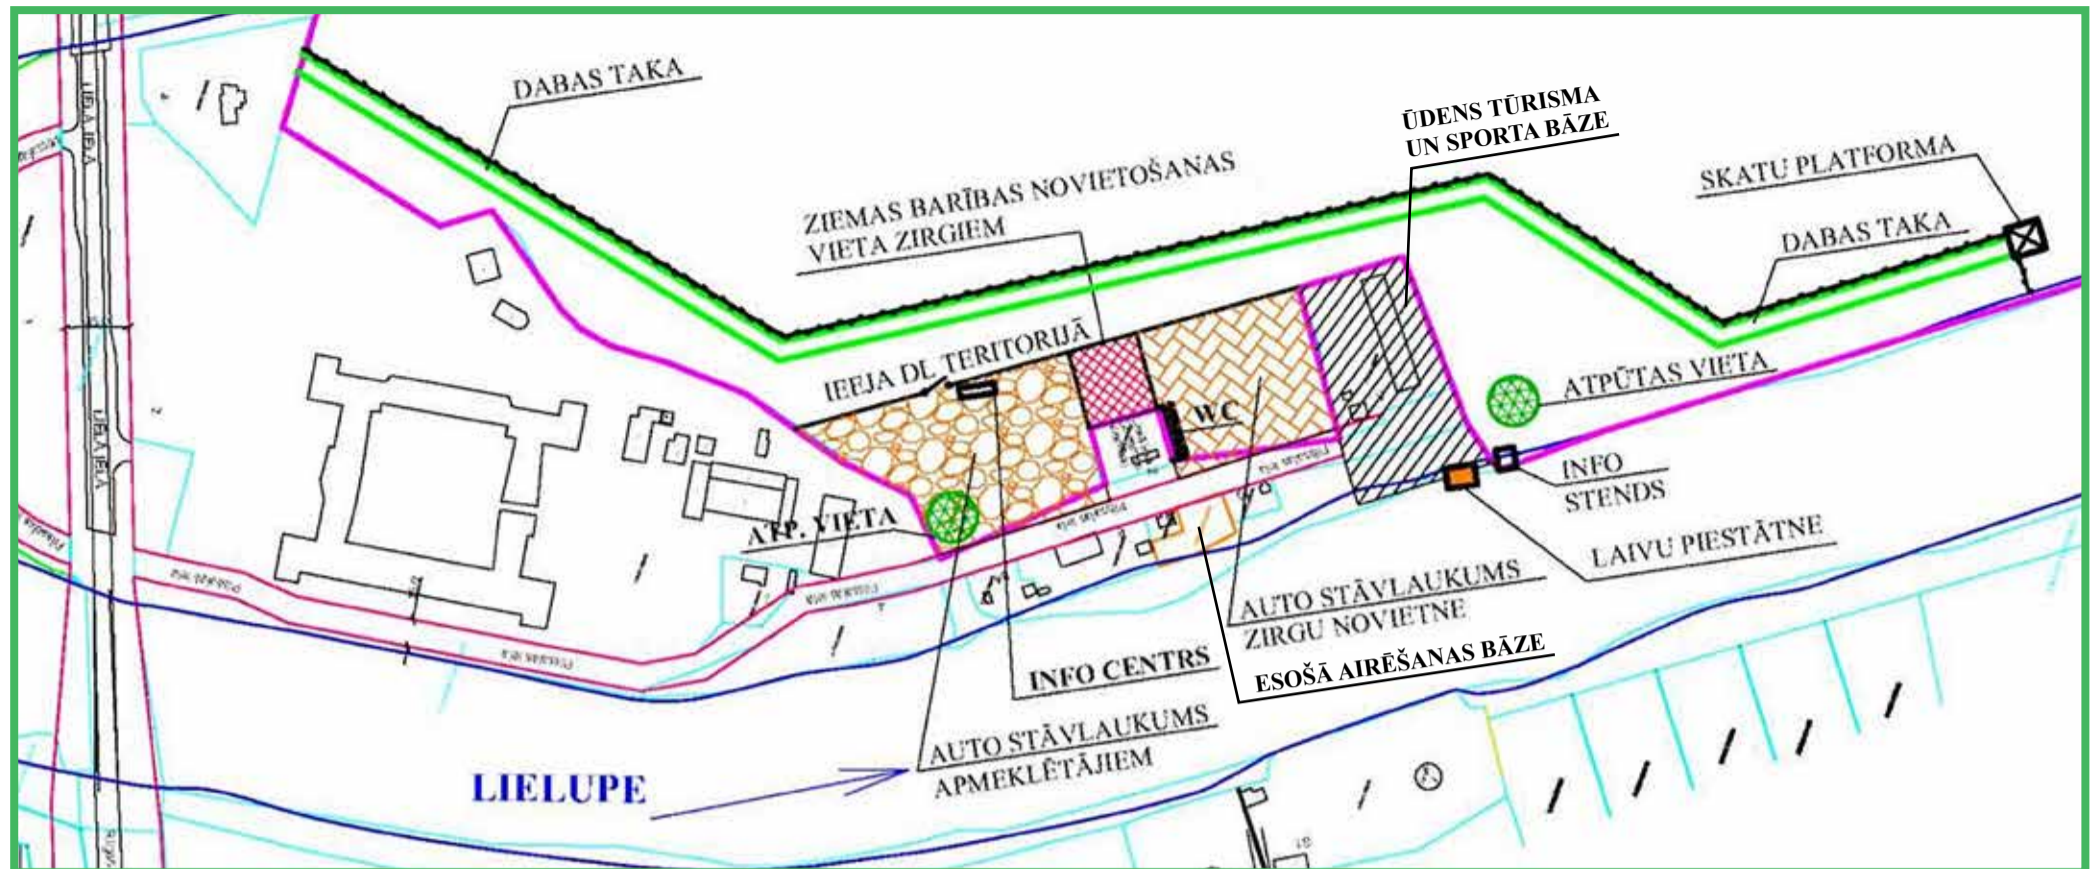 DABAS TAKA
ŪDENS TŪRISMA
UN SPORTA BĀZE
SKATU PLATFORMA
ZIEMAS BARĪBAS NOVIETOŠANAS
VIETA ZIRGIEM
DABAS TAKA
IEEJA DL TERITORIJĀ
ATPŪTAS VIETA
WC
INFO
STENDS
ATP. VIETA
LAIVU PIESTĀTNE
AUTO STĀVLAUKUMS
ZIRGU NOVIETNE
ESOŠĀ AIRĒŠANAS BĀZE
INFO CENTRS
AUTO STĀVLAUKUMS
APMEKLĒTĀJIEM
LIELUPE
LIELĀ IELĀ
LIELĀ IELĀ